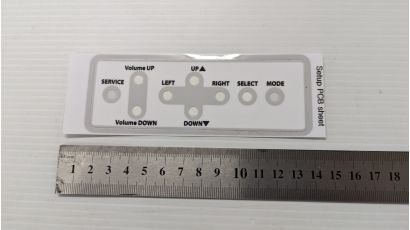 Volume UP
UP▲
SERVICE
LEFT
RIGHT
SELECT
MODE
Volume DOWN
DOWN▼
Setup PCB sheet
1 2 3 4 5 6 7 8 9 10 11 12 13 14 15 16 17 18